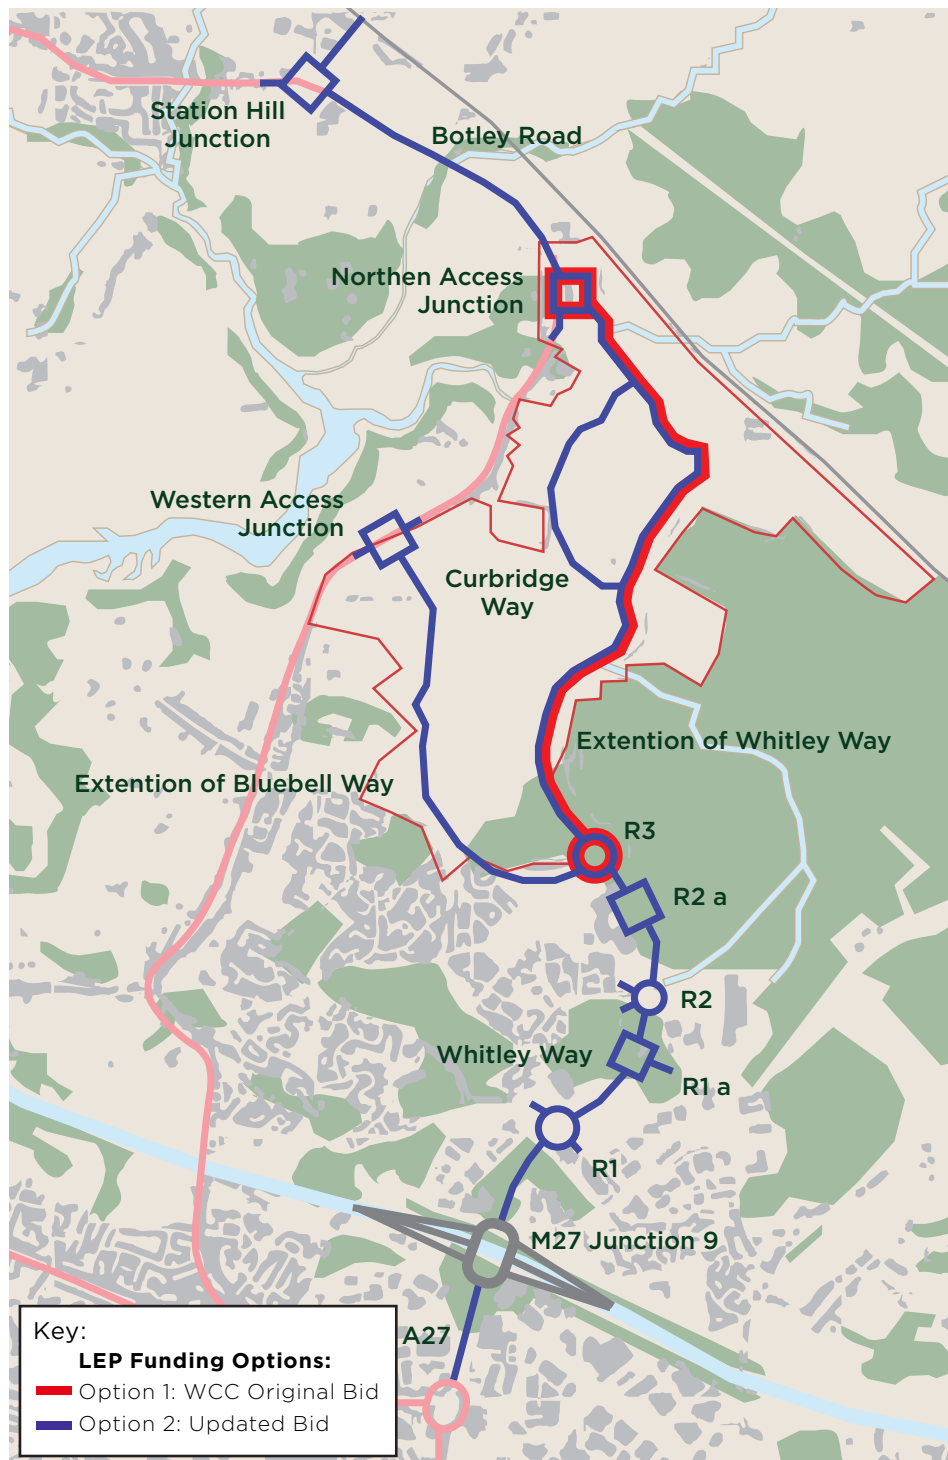 Station Hill
Junction
Botley Road
Northen Access
Junction
Western Access
Junction
Curbridge
Way
Extention of Whitley Way
Extention of Bluebell Way
R3
R2 a
R2
Whitley Way
R1 a
R1
M27 Junction 9
A27
Key:
LEP Funding Options:
Option 1: WCC Original Bid
Option 2: Updated Bid